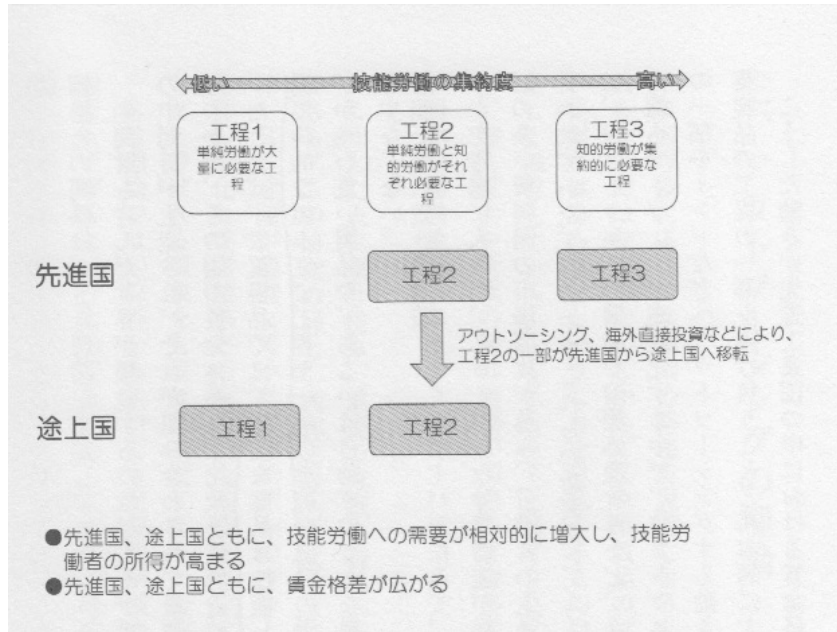 低い 技能労働の集約度 高い
工程1
単純労働が大
量に必要な工
程
工程2
単純労働と知
的労働がそれ
ぞれ必要な工
程
工程3
知的労働が集
約的に必要な
工程
先進国
工程2
工程3
アウトソーシング、海外直接投資などにより、
工程2の一部が先進国から途上国へ移転
途上国
工程1
工程2
●先進国、途上国ともに、技能労働への需要が相対的に増大し、技能労
働者の所得が高まる
●先進国、途上国ともに、賃金格差が広がる